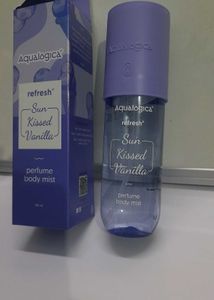 Aqualogica®
refresh+
Sun
Kissed
Vanilla
perfume
body mist
Aqualogica®
refresh+
Sun
Kissed
Vanilla
perfume
body mist